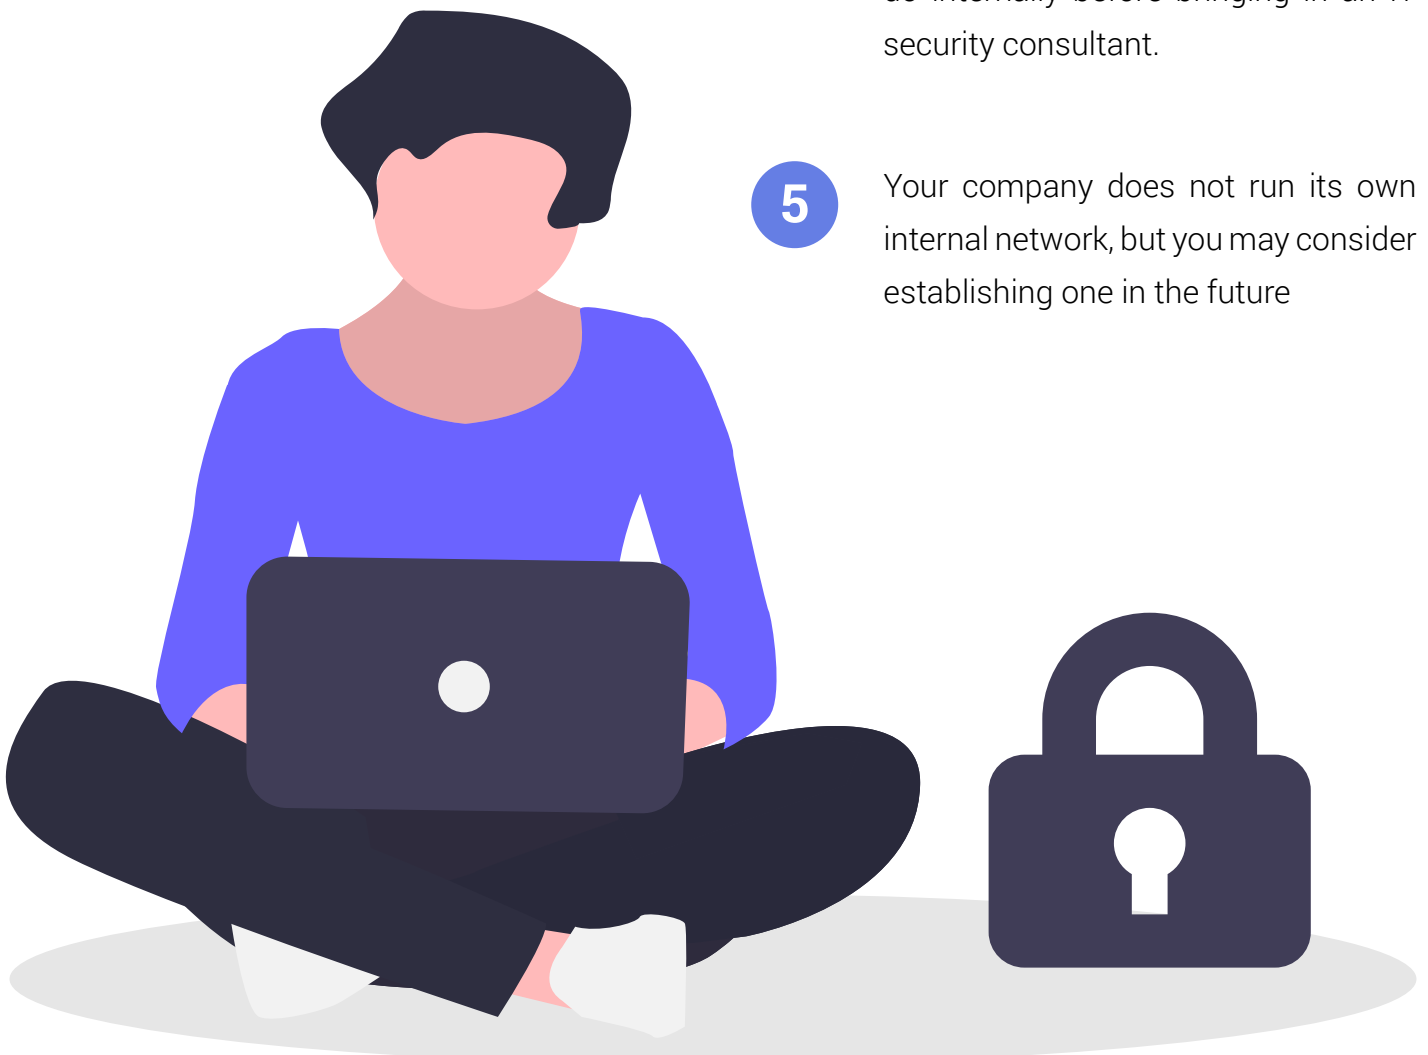 security consultant.
5
Your company does not run its own
internal network, but you may consider
establishing one in the future